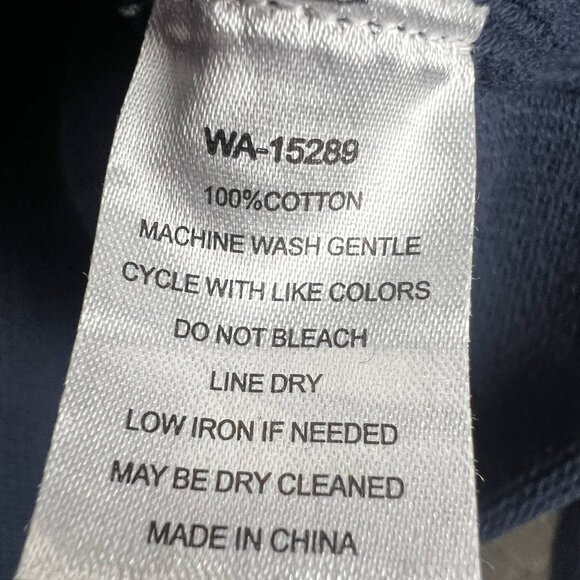 WA-15289
100%COTTON
MACHINE WASH GENTLE
CYCLE WITH LIKE COLORS
DO NOT BLEACH
LINE DRY
LOW IRON IF NEEDED
MAY BE DRY CLEANED
MADE IN CHINA